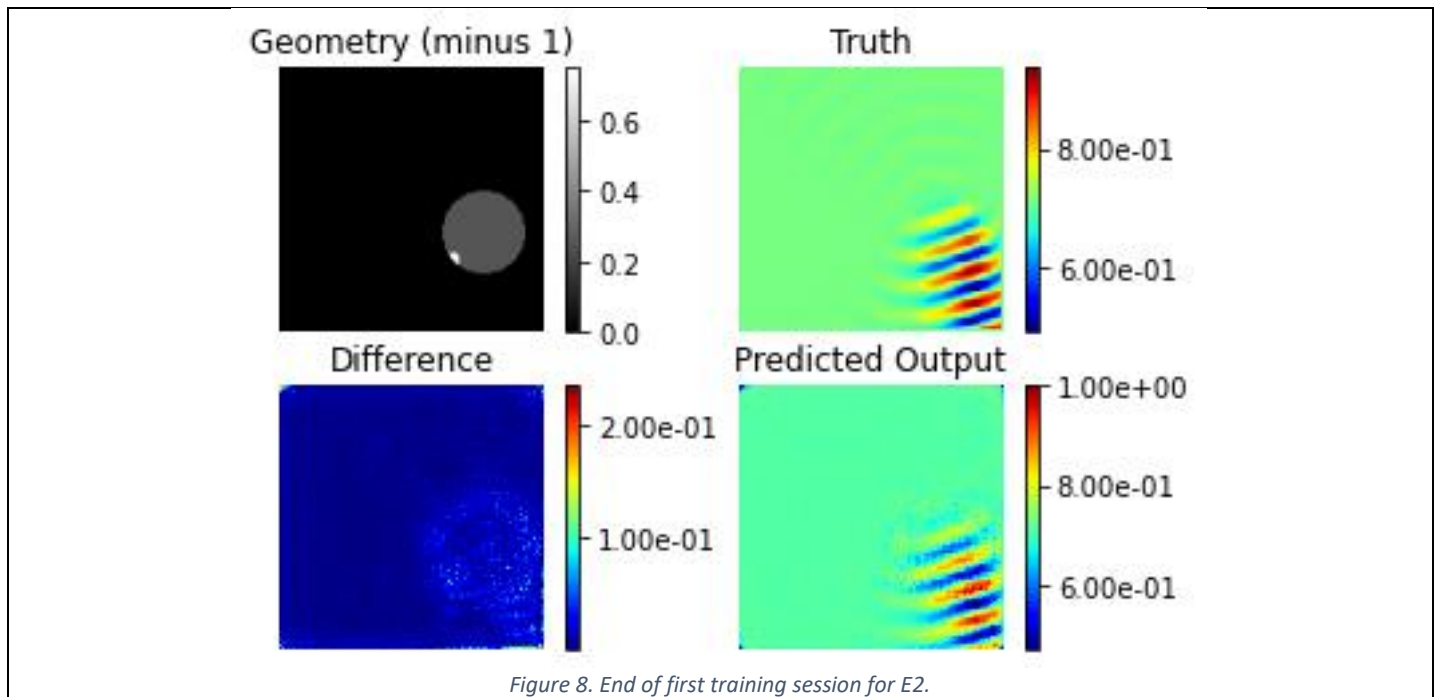 Geometry (minus 1)
Truth
0.6
0.4
0.2
0.0
8.00e-01
6.00e-01
Difference
Predicted Output
2.00e-01
1.00e-01
1.00e+00
8.00e-01
6.00e-01
Figure 8. End of first training session for E2.